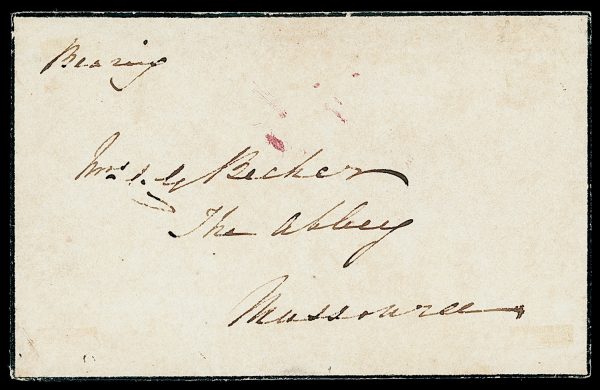 Bearing
Mrs Becher
The Abbey
Mussouree